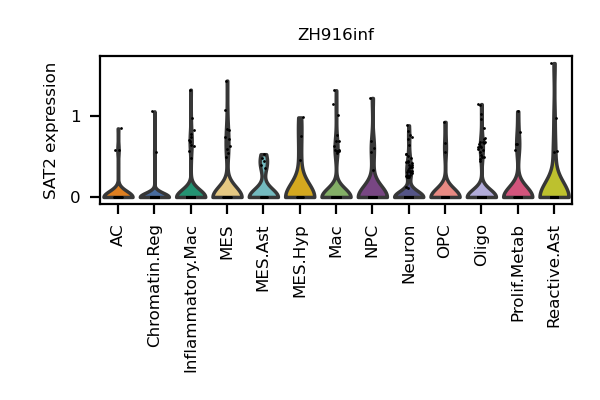 ZH916inf
SAT2 expression
1
0
AC
Chromatin.Reg
Inflammatory.Mac
MES
MES.Ast
MES.Hyp
Mac
NPC
Neuron
OPC
Oligo
Prolif.Metab
Reactive.Ast